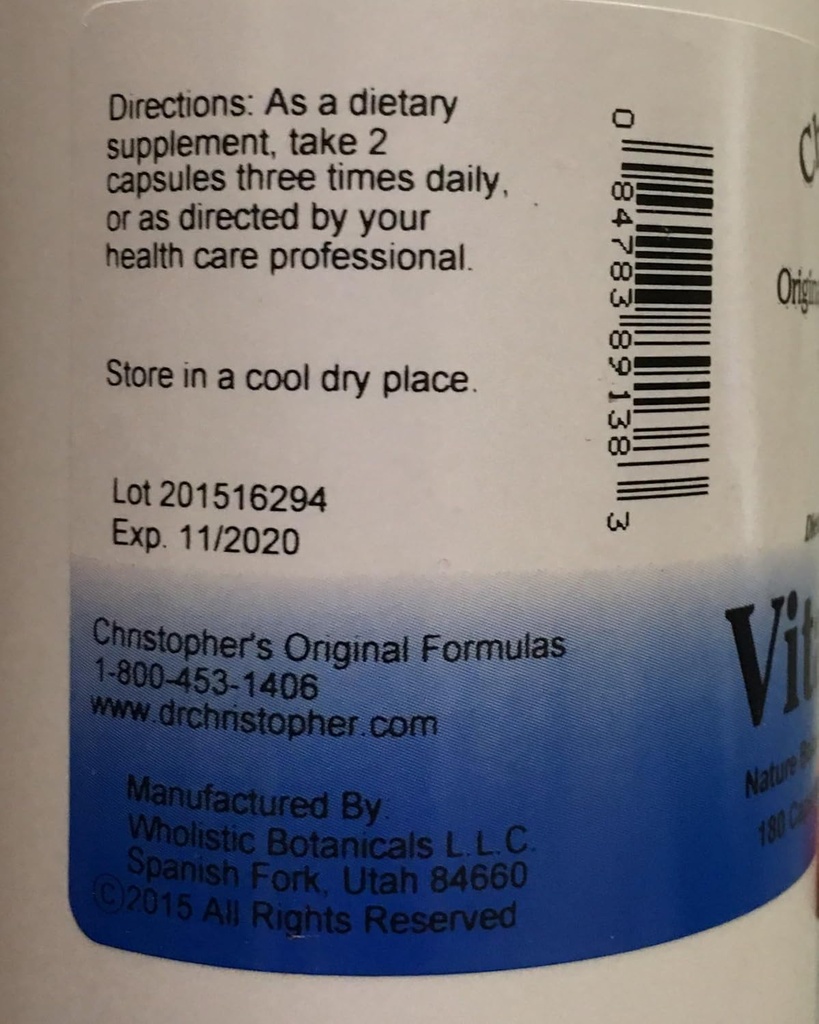 Directions: As a dietary
supplement, take 2
capsules three times daily,
or as directed by your
health care professional.
Store in a cool dry place.
Lot 201516294
Exp. 11/2020
Christopher's Original Formulas
1-800-453-1406
www.drchristopher.com
Manufactured By
Wholistic Botanicals L.L.C.
Spanish Fork, Utah 84660
©2015 All Rights Reserved
0 84783 89138 3
Nature
180